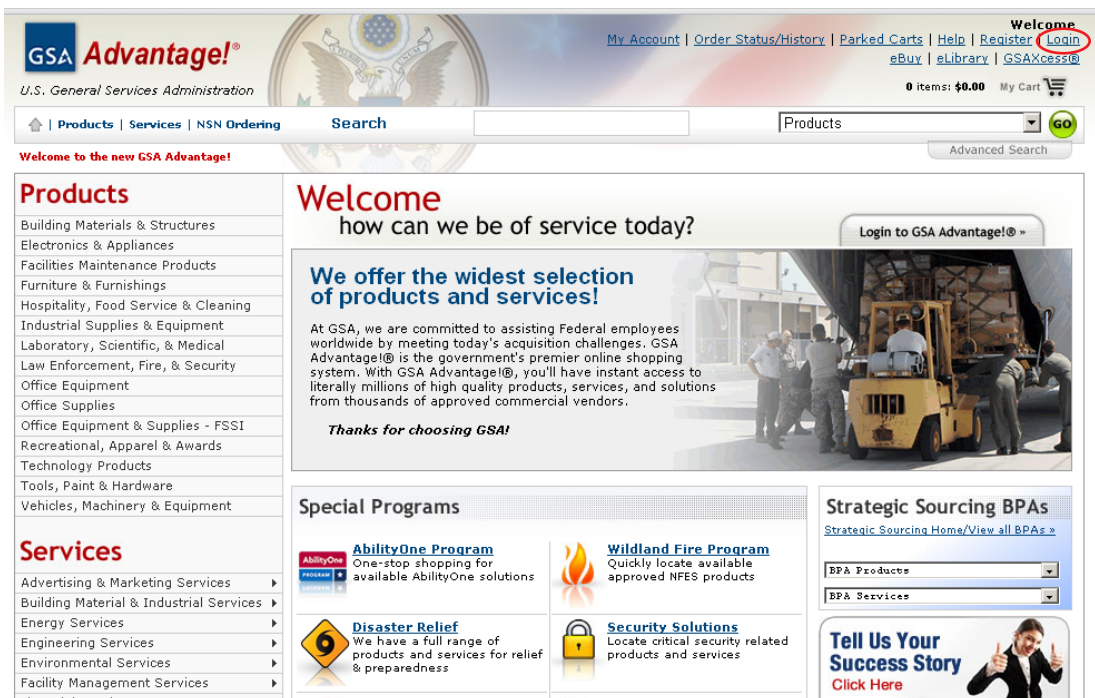 Welcome
My Account | Order Status/History | Parked Carts | Help | Register | Login
eBuy | eLibrary | GSAXcess®
GSA Advantage!®
U.S. General Services Administration
0 items: $0.00 My Cart
| Products | Services | NSN Ordering
Search
Products
GO
Advanced Search
Welcome to the new GSA Advantage!
Products
Building Materials & Structures
Electronics & Appliances
Facilities Maintenance Products
Furniture & Furnishings
Hospitality, Food Service & Cleaning
Industrial Supplies & Equipment
Laboratory, Scientific, & Medical
Law Enforcement, Fire, & Security
Office Equipment
Office Supplies
Office Equipment & Supplies - FSSI
Recreational, Apparel & Awards
Technology Products
Tools, Paint & Hardware
Vehicles, Machinery & Equipment
Services
Advertising & Marketing Services
Building Material & Industrial Services
Energy Services
Engineering Services
Environmental Services
Facility Management Services
Welcome
how can we be of service today?
Login to GSA Advantage!® »
We offer the widest selection
of products and services!
At GSA, we are committed to assisting Federal employees
worldwide by meeting today's acquisition challenges. GSA
Advantage!® is the government's premier online shopping
system. With GSA Advantage!®, you'll have instant access to
literally millions of high quality products, services, and solutions
from thousands of approved commercial vendors.
Thanks for choosing GSA!
Special Programs
AbilityOne
PROGRAM
AbilityOne Program
One-stop shopping for
available AbilityOne solutions
Wildland Fire Program
Quickly locate available
approved NFES products
Disaster Relief
We have a full range of
products and services for relief
& preparedness
Security Solutions
Locate critical security related
products and services
Strategic Sourcing BPAs
Strategic Sourcing Home/View all BPAs »
BPA Products
BPA Services
Tell Us Your
Success Story
Click Here